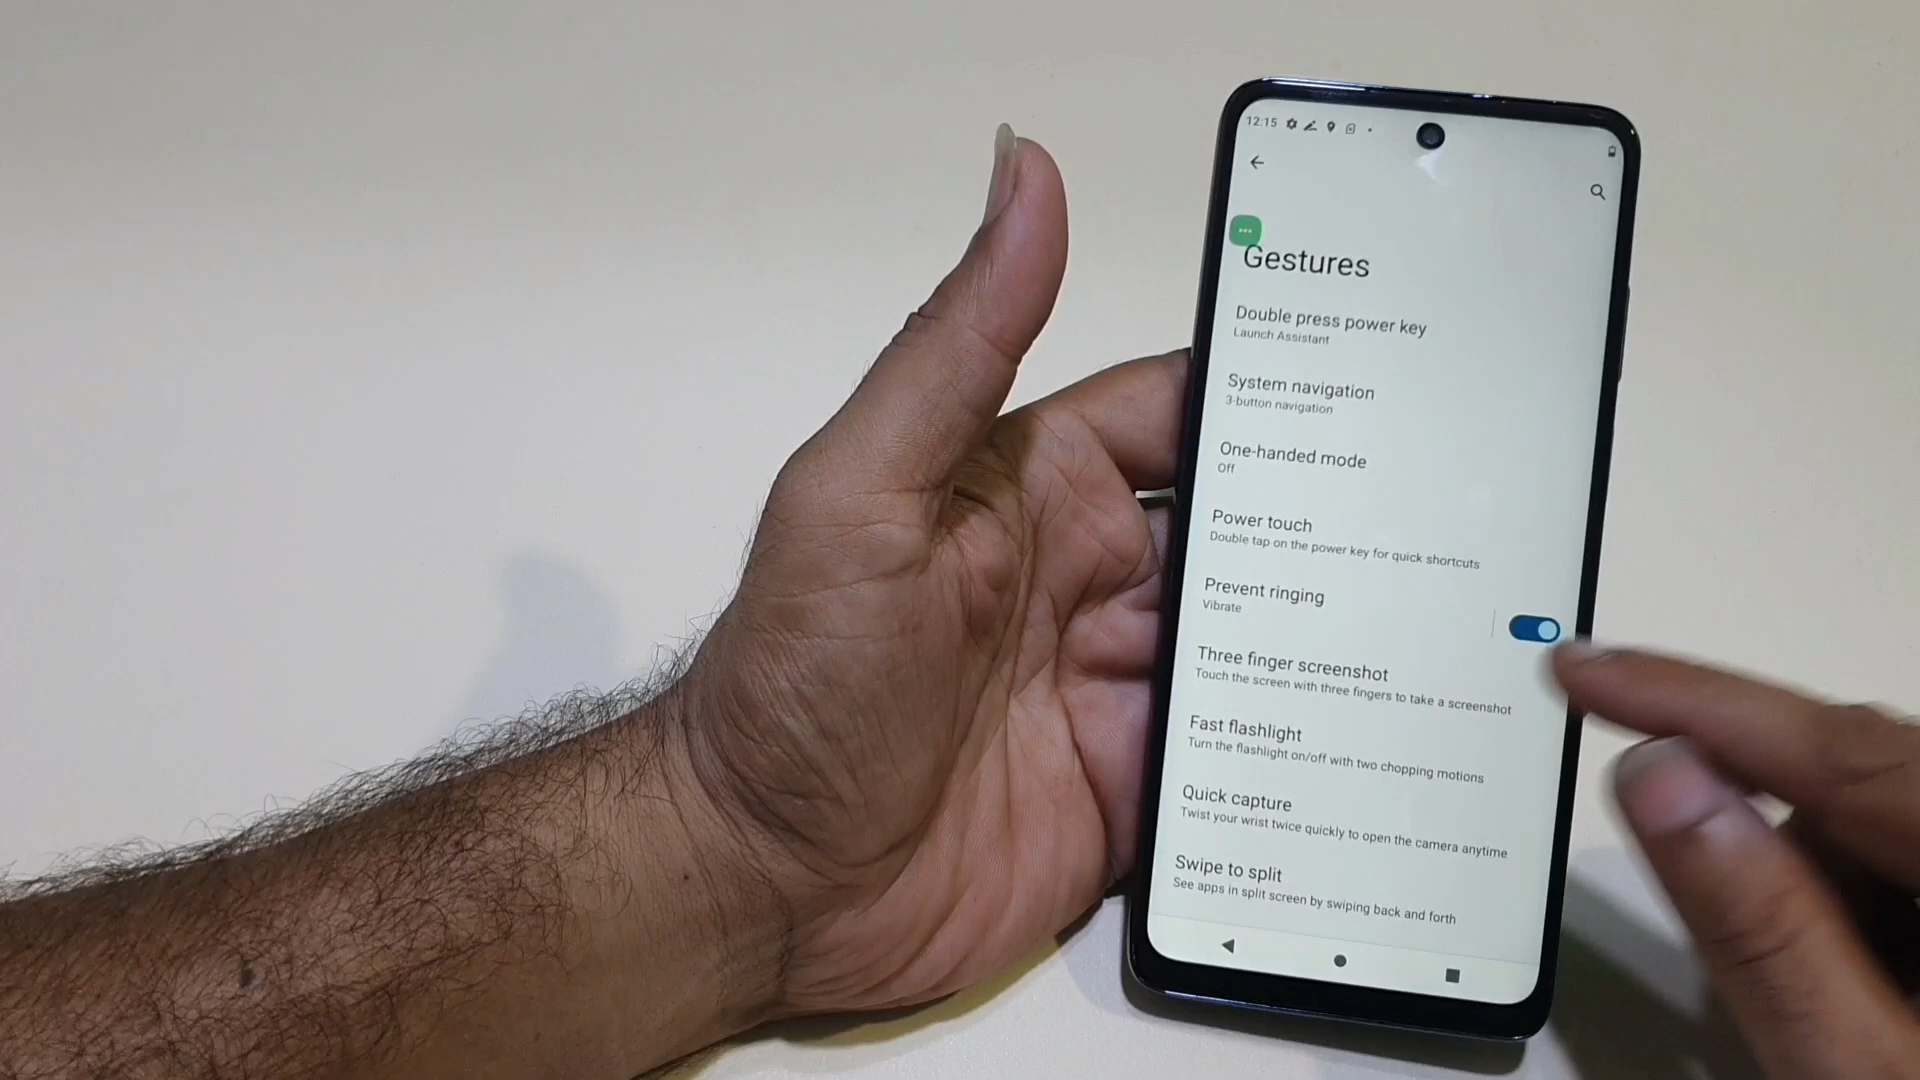 12:15
Gestures
Double press power key
Launch Assistant
System navigation
3-button navigation
One-handed mode
Off
Power touch
Double tap on the power key for quick shortcuts
Prevent ringing
Vibrate
Three finger screenshot
Touch the screen with three fingers to take a screenshot
Fast flashlight
Turn the flashlight on/off with two chopping motions
Quick capture
Twist your wrist twice quickly to open the camera anytime
Swipe to split
See apps in split screen by swiping back and forth